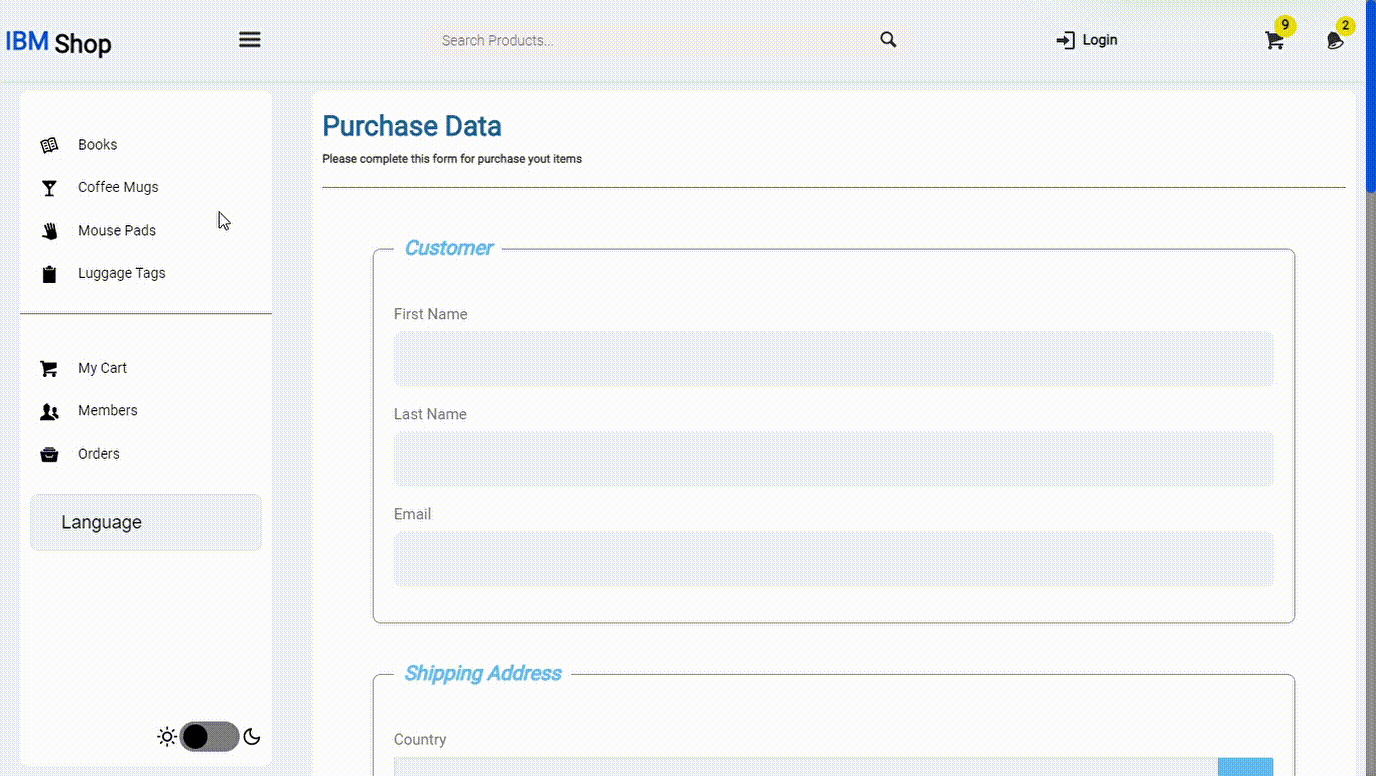 IBM Shop
Search Products...
Login
9
2
Books
Coffee Mugs
Mouse Pads
Luggage Tags
My Cart
Members
Orders
Language
Purchase Data
Please complete this form for purchase yout items
Customer
First Name
Last Name
Email
Shipping Address
Country